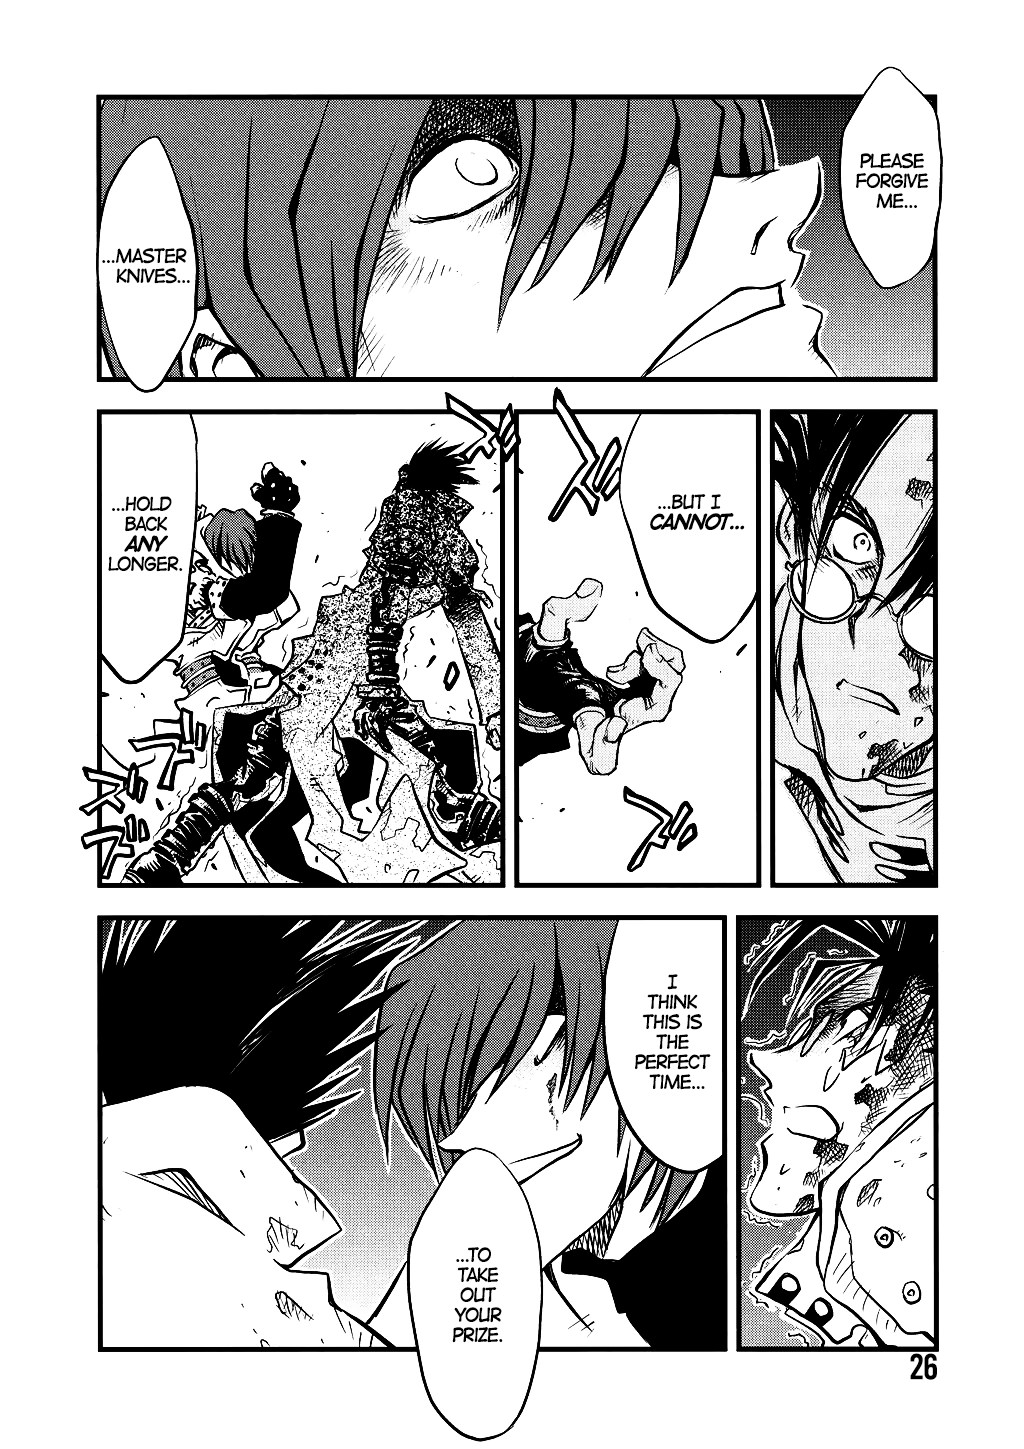 PLEASE
FORGIVE
ME...
...MASTER
KNIVES...
...BUT I
CANNOT...
...HOLD
BACK
ANY
LONGER.
I
THINK
THIS IS
THE
PERFECT
TIME...
...TO
TAKE
OUT
YOUR
PRIZE.
26